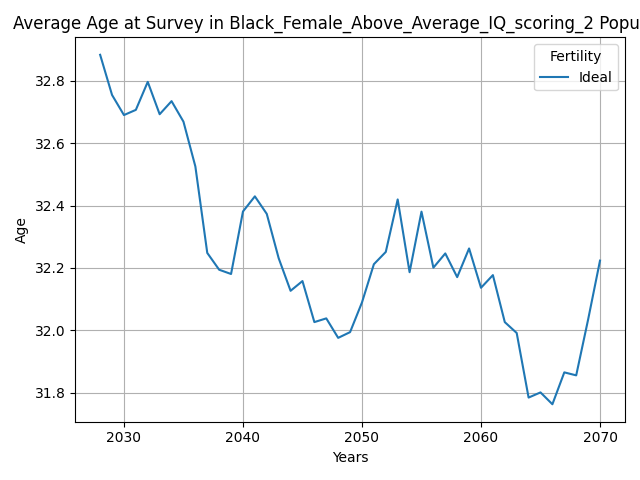 Average Age at Survey in Black_Female_Above_Average_IQ_scoring_2 Popu
Fertility
Ideal
32.8
32.6
32.4
32.2
32.0
31.8
Age
2030 2040 2050 2060 2070
Years